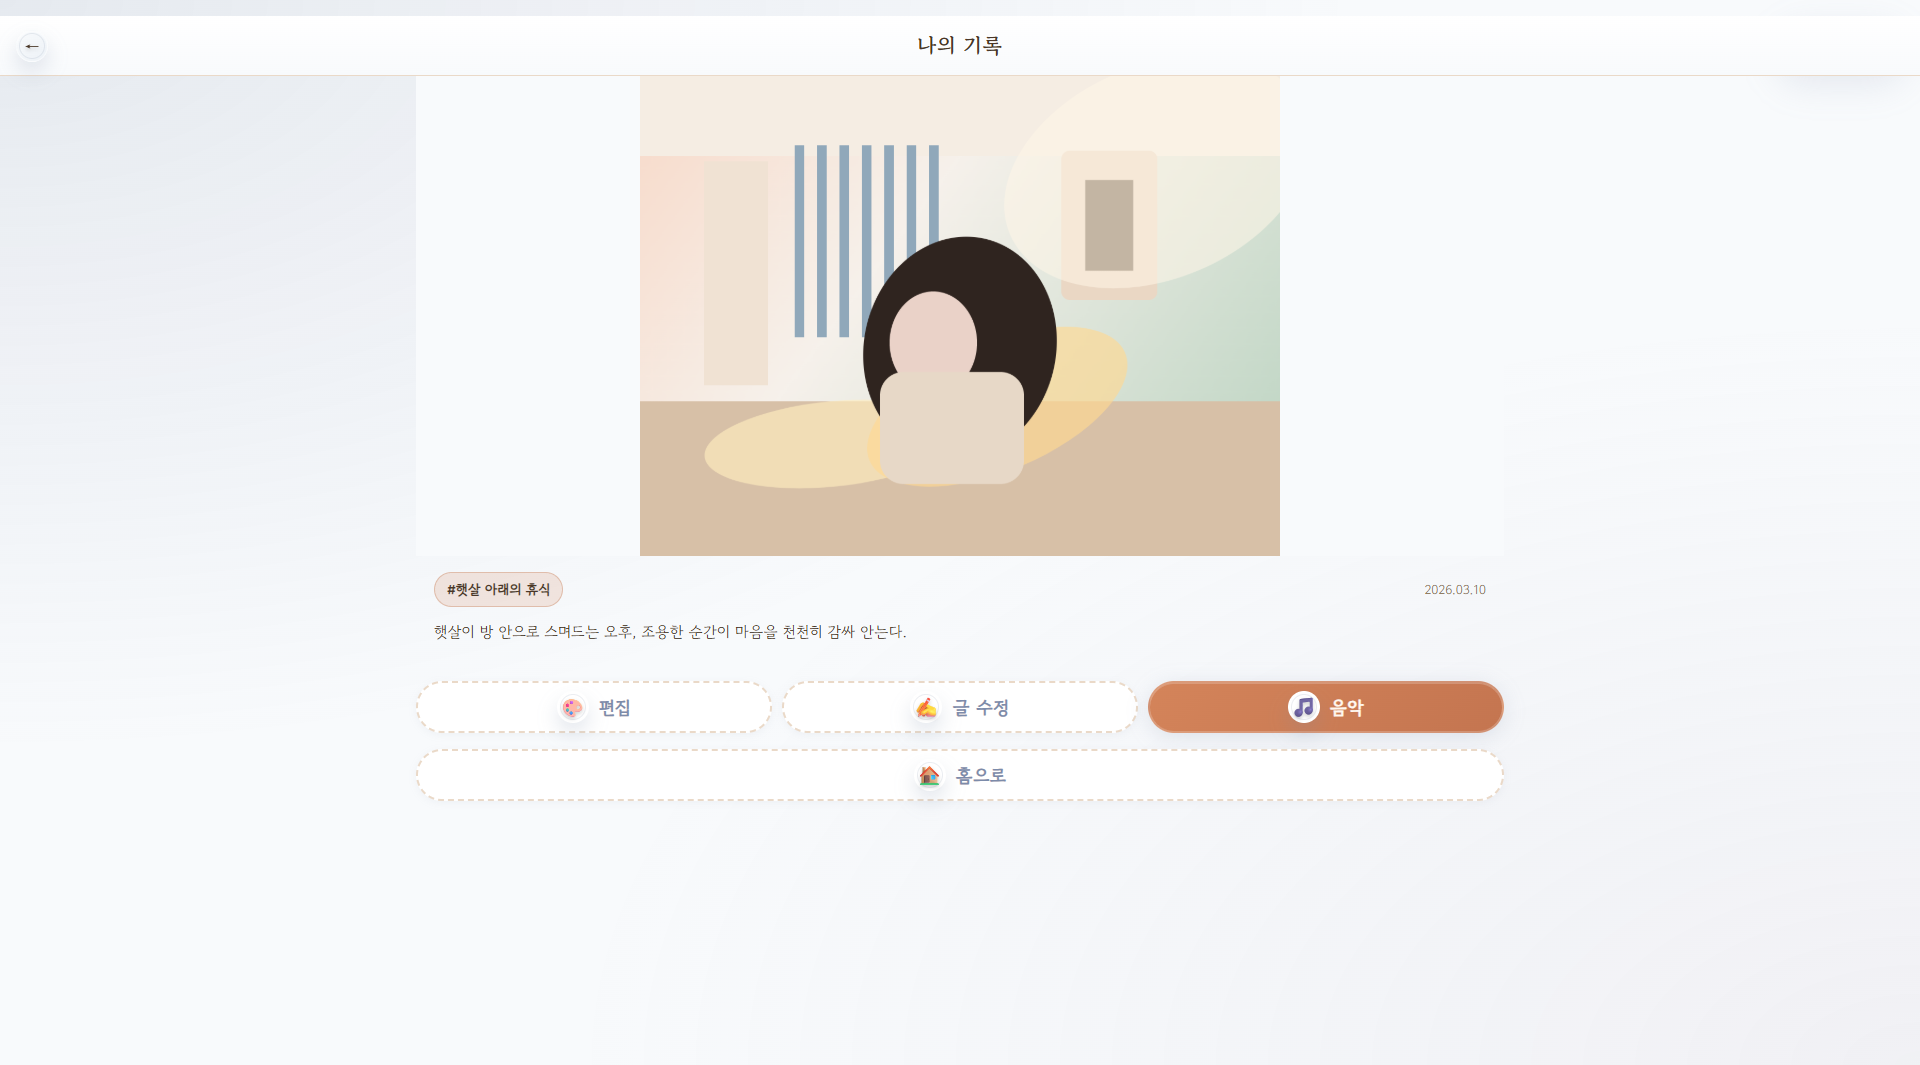 나의 기록
#햇살 아래의 휴식
2026.03.10
햇살이 방 안으로 스며드는 오후, 조용한 순간이 마음을 천천히 감싸 안는다.
편집
글 수정
음악
홈으로